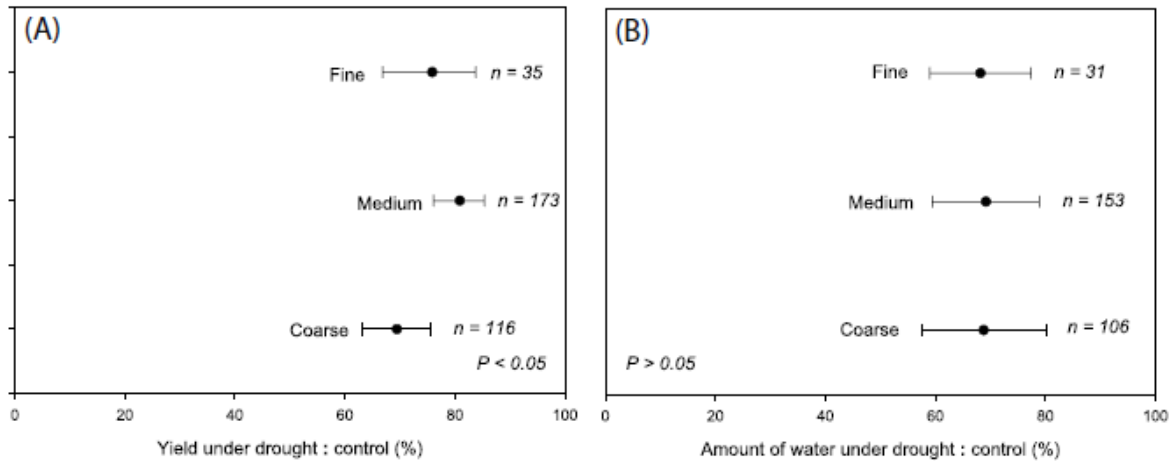 (A)
Fine
n = 35
Medium
n = 173
Coarse
n = 116
P < 0.05
0 20 40 60 80 100
Yield under drought : control (%)
(B)
Fine
n = 31
Medium
n = 153
Coarse
n = 106
P > 0.05
0 20 40 60 80 100
Amount of water under drought : control (%)